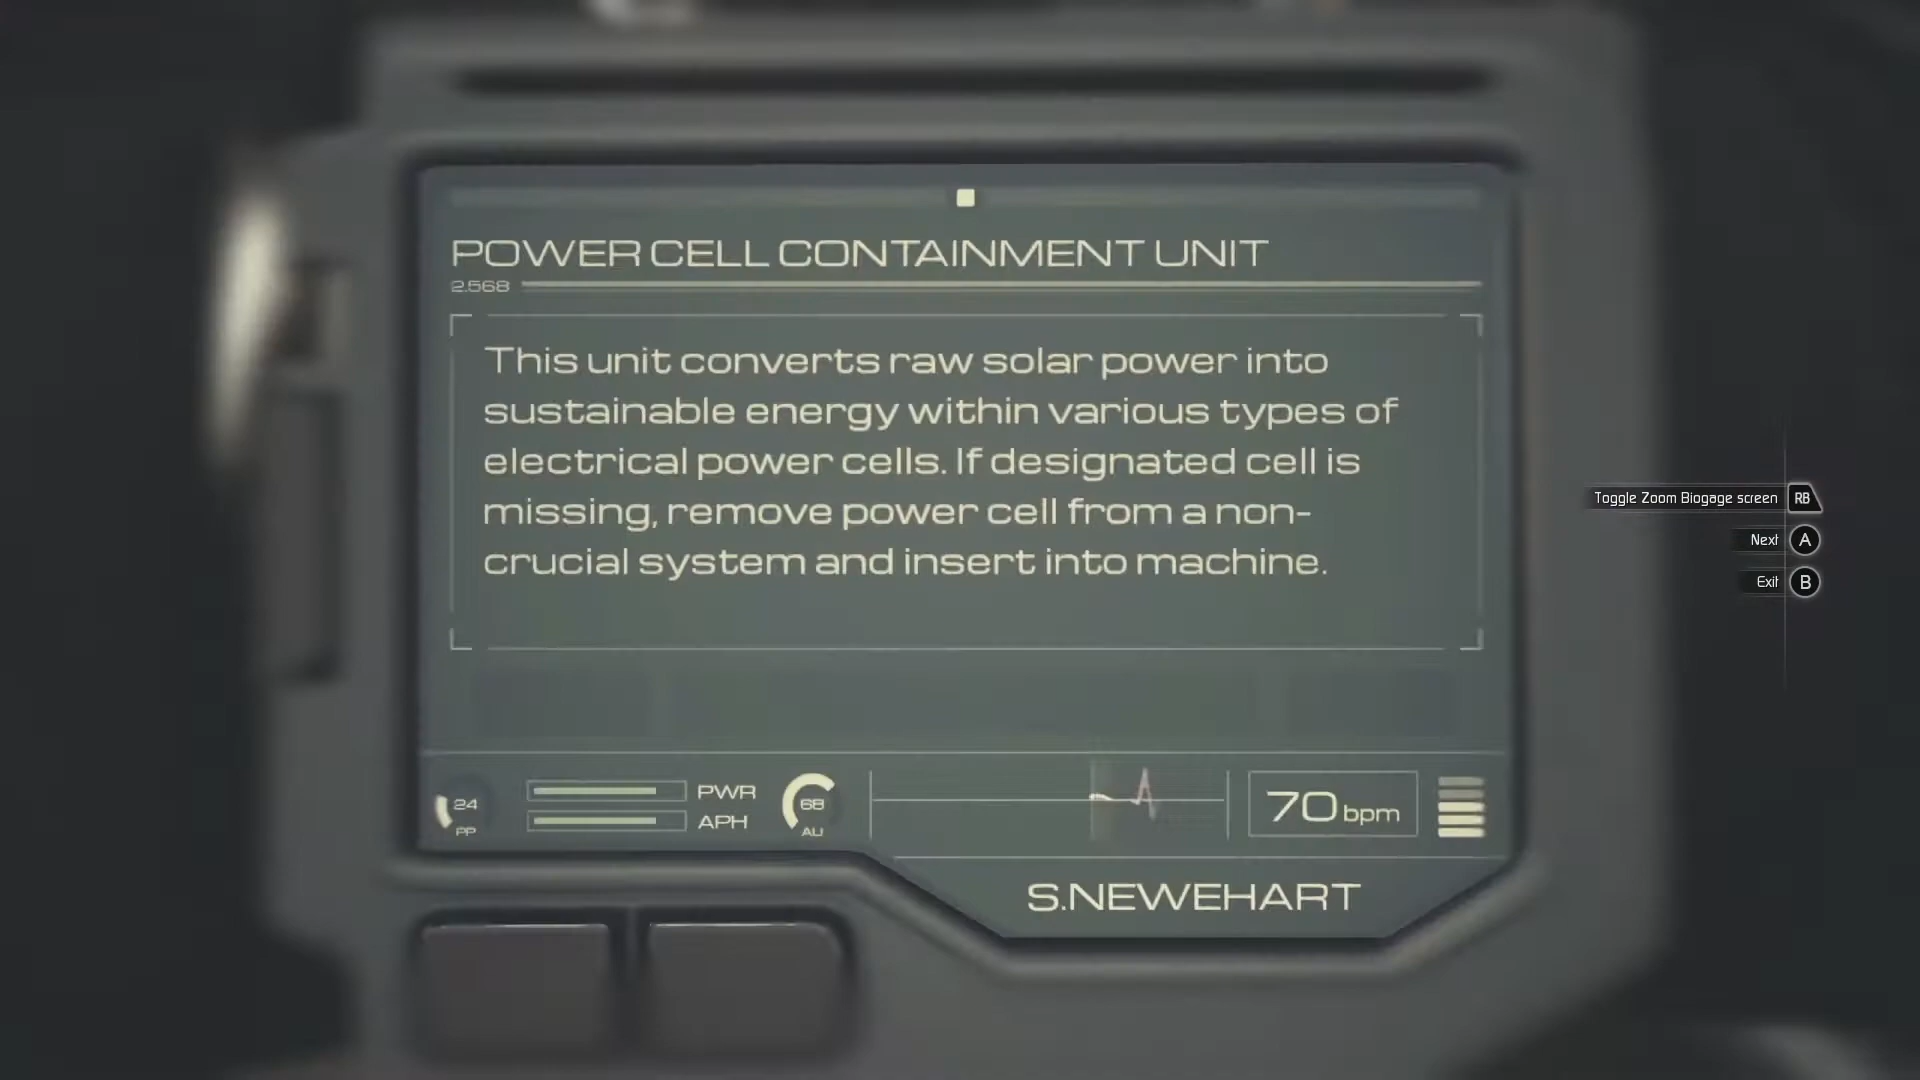 POWER CELL CONTAINMENT UNIT
2.568
This unit converts raw solar power into
sustainable energy within various types of
electrical power cells. If designated cell is
missing, remove power cell from a non-
crucial system and insert into machine.
Toggle Zoom Biogage screen RB
Next A
Exit B
24
PP
PWR
APH
68
ALI
70 bpm
S.NEWEHART